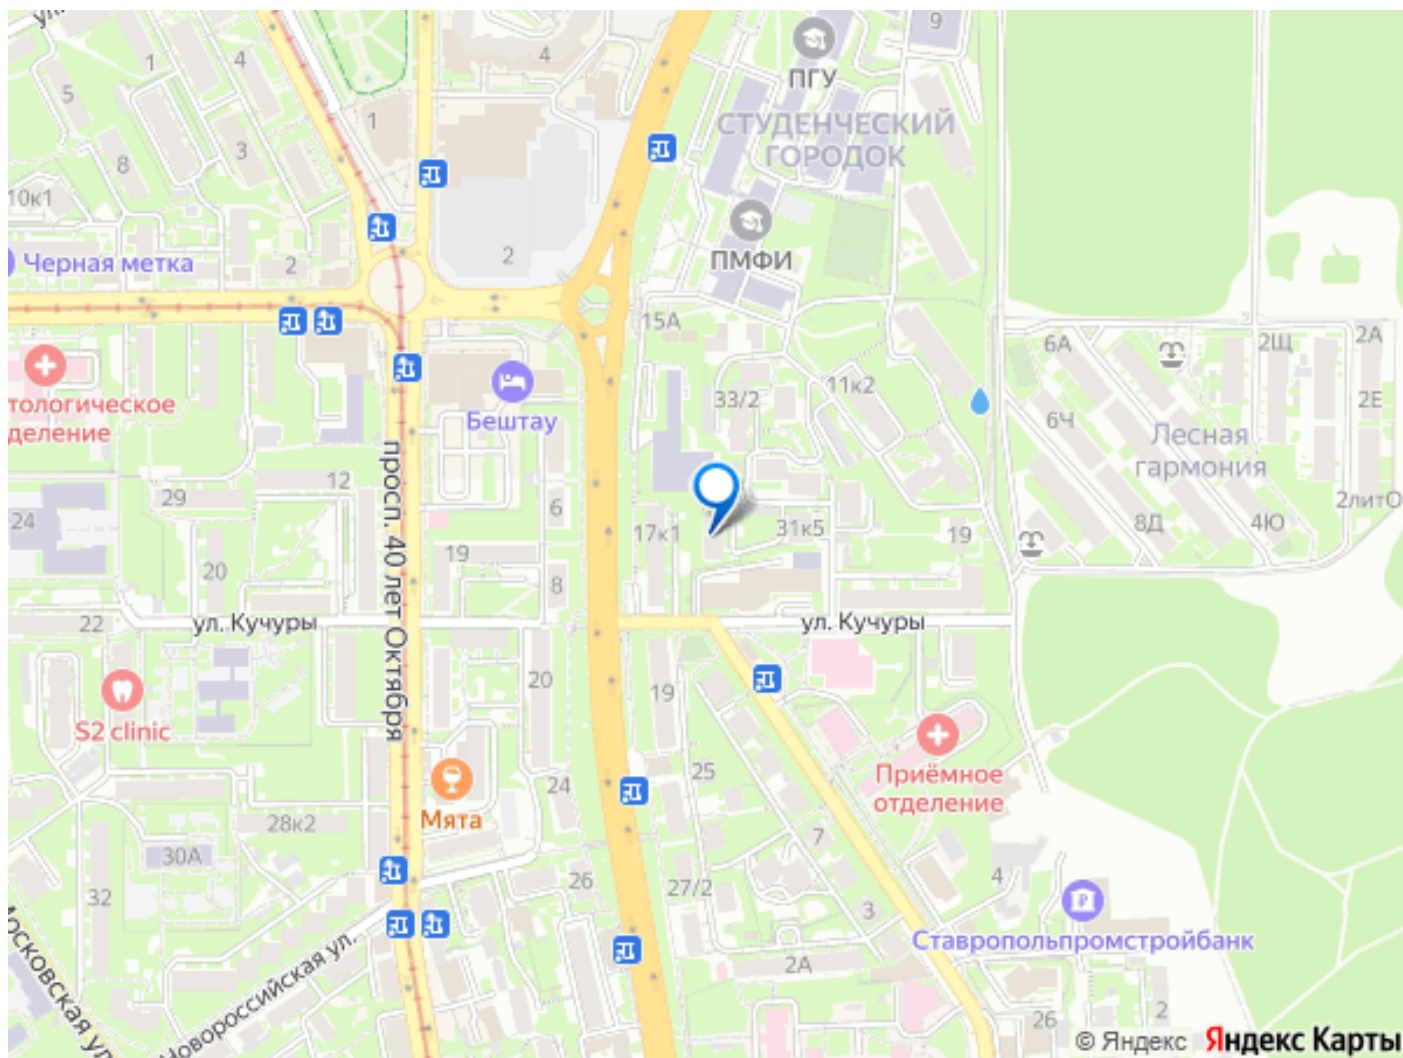 ул.
1
4
4
9
5
ПГУ
СТУДЕНЧЕСКИЙ
ГОРОДОК
1
3
8
10к1
ПМФИ
Черная метка
2
2
15А
6А
2Щ
2А
тологическое
деление
Бештау
33/2
11к2
2Е
6Ч
Лесная
гармония
просп. 40 лет Октября
12
29
24
6
17к1
31к5
19
8Д
4Ю
2литО
19
20
8
22
ул. Кучуры
ул. Кучуры
20
19
S2 clinic
25
24
Приёмное
отделение
Мята
28к2
7
30А
32
26
27/2
4
3
Ставропольпромстройбанк
Московская ул.
Новороссийская ул.
2А
26
2
© Яндекс Яндекс Карты